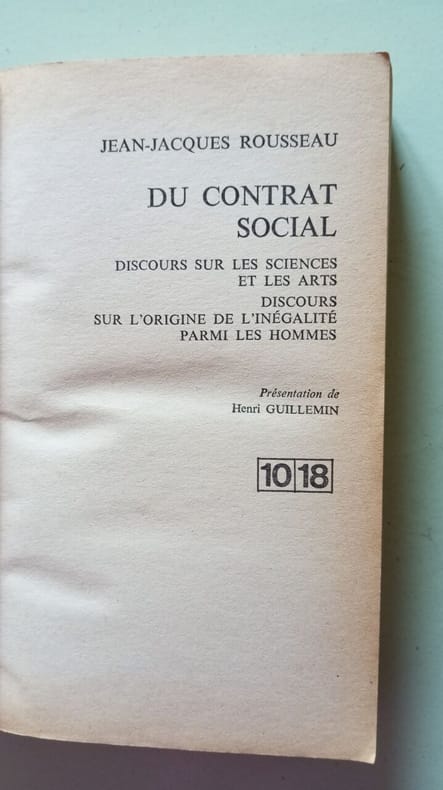 JEAN-JACQUES ROUSSEAU
DU CONTRAT
SOCIAL
DISCOURS SUR LES SCIENCES
ET LES ARTS
DISCOURS
SUR L'ORIGINE DE L'INÉGALITÉ
PARMI LES HOMMES
Présentation de
Henri GUILLEMIN
10 18